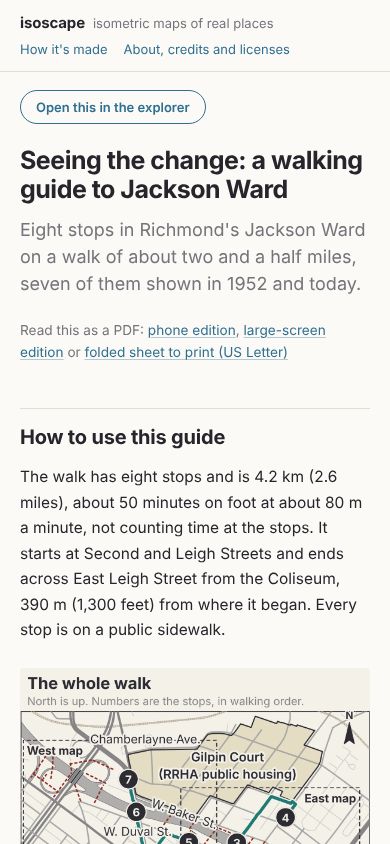 isoscape isometric maps of real places
How it's made About, credits and licenses
Open this in the explorer
Seeing the change: a walking
guide to Jackson Ward
Eight stops in Richmond's Jackson Ward
on a walk of about two and a half miles,
seven of them shown in 1952 and today.
Read this as a PDF: phone edition, large-screen
edition or folded sheet to print (US Letter)
How to use this guide
The walk has eight stops and is 4.2 km (2.6
miles), about 50 minutes on foot at about 80 m
a minute, not counting time at the stops. It
starts at Second and Leigh Streets and ends
across East Leigh Street from the Coliseum,
390 m (1,300 feet) from where it began. Every
stop is on a public sidewalk.
The whole walk
North is up. Numbers are the stops, in walking order.
N
Chamberlayne Ave.
West map
Gilpin Court
(RRHA public housing)
7
East map
6
W. Baker St.
4
W. Duval St.
5
3